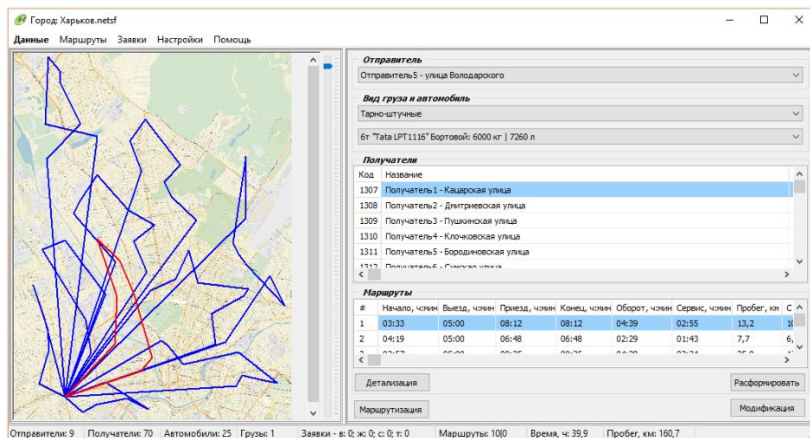 Город: Харьков.netsf
Данные Маршруты Заявки Настройки Помощь
Отправитель
Отправитель5 - улица Володарского
Вид груза и автомобиль
Тарно-штучные
6т "Tata LPT1116" Бортовой: 6000 кг | 7260 л
Получатели
Код Название
1307 Получатель1 - Кацарская улица
1308 Получатель2 - Дмитриевская улица
1309 Получатель3 - Пушкинская улица
1310 Получатель4 - Клочковская улица
1311 Получатель5 - Бородиновская улица
1312 Получатель6 - Сумская улица
Маршруты
# Начало, ч:мин Выезд, ч:мин Приезд, ч:мин Конец, ч:мин Оборот, ч:мин Сервис, ч:мин Пробег, км
1 03:33 05:00 08:12 08:12 04:39 02:55 13,2
2 04:19 05:00 06:48 06:48 02:29 01:43 7,7 6,
Детализация Расформировать
Маршрутизация Модификация
Отправители: 9 Получатели: 70 Автомобили: 25 Грузы: 1 Заявки - в: 0; ж: 0; с: 0; т: 0 Маршруты: 10|0 Время, ч: 39,9 Пробег, км: 160,7